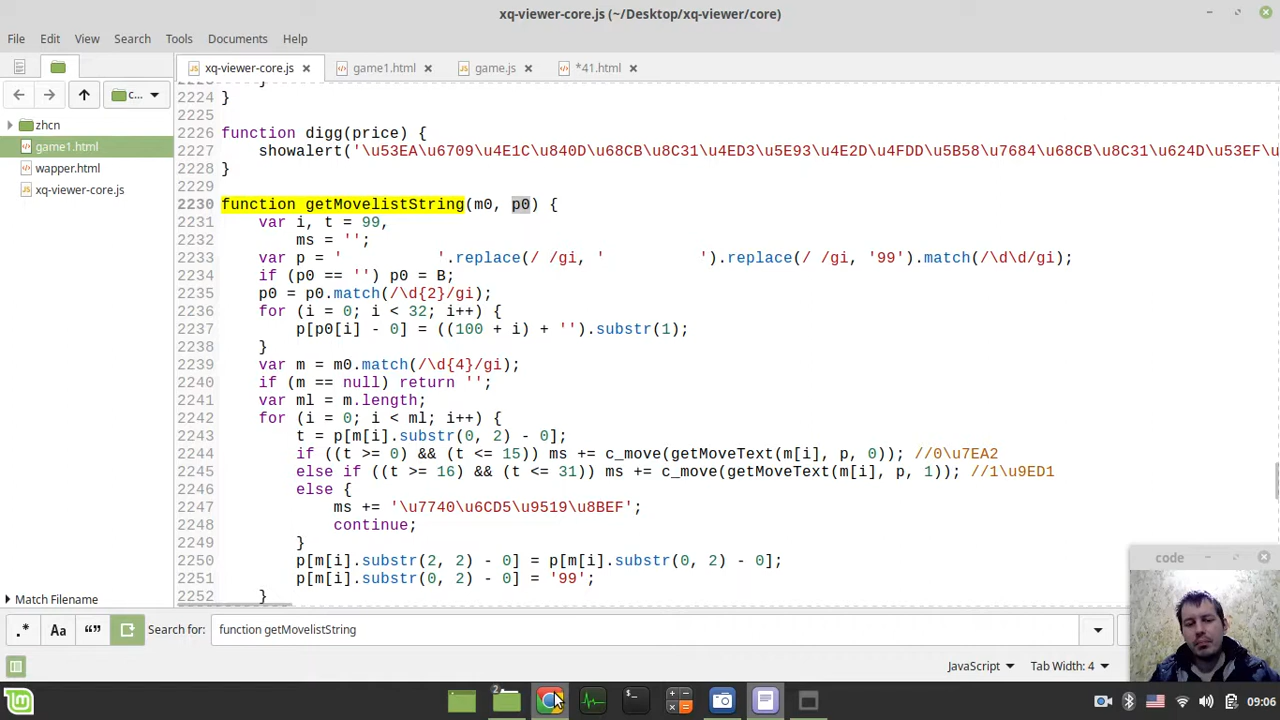 xq-viewer-core.js (~/Desktop/xq-viewer/core)
File Edit View Search Tools Documents Help
xq-viewer-core.js game1.html game.js *41.html
c...
zhcn
game1.html
wapper.html
xq-viewer-core.js
2224 }
2225
2226 function digg(price) {
2227     showalert('\u53EA\u6709\u4E1C\u840D\u68CB\u8C31\u4ED3\u5E93\u4E2D\u4FDD\u5B58\u7684\u68CB\u8C31\u624D\u53EF\u
2228 }
2229
2230 function getMovelistString(m0, p0) {
2231     var i, t = 99,
2232         ms = '';
2233     var p = '          '.replace(/ /gi, '          ').replace(/ /gi, '99').match(/\d\d/gi);
2234     if (p0 == '') p0 = B;
2235     p0 = p0.match(/\d{2}/gi);
2236     for (i = 0; i < 32; i++) {
2237         p[p0[i] - 0] = ((100 + i) + '').substr(1);
2238     }
2239     var m = m0.match(/\d{4}/gi);
2240     if (m == null) return '';
2241     var ml = m.length;
2242     for (i = 0; i < ml; i++) {
2243         t = p[m[i].substr(0, 2) - 0];
2244         if ((t >= 0) && (t <= 15)) ms += c_move(getMoveText(m[i], p, 0)); //0\u7EA2
2245         else if ((t >= 16) && (t <= 31)) ms += c_move(getMoveText(m[i], p, 1)); //1\u9ED1
2246         else {
2247             ms += '\u7740\u6CD5\u9519\u8BEF';
2248             continue;
2249         }
2250         p[m[i].substr(2, 2) - 0] = p[m[i].substr(0, 2) - 0];
2251         p[m[i].substr(0, 2) - 0] = '99';
2252     }
code
Match Filename
.* Aa “” Search for: function getMovelistString
JavaScript Tab Width: 4
2
09:06